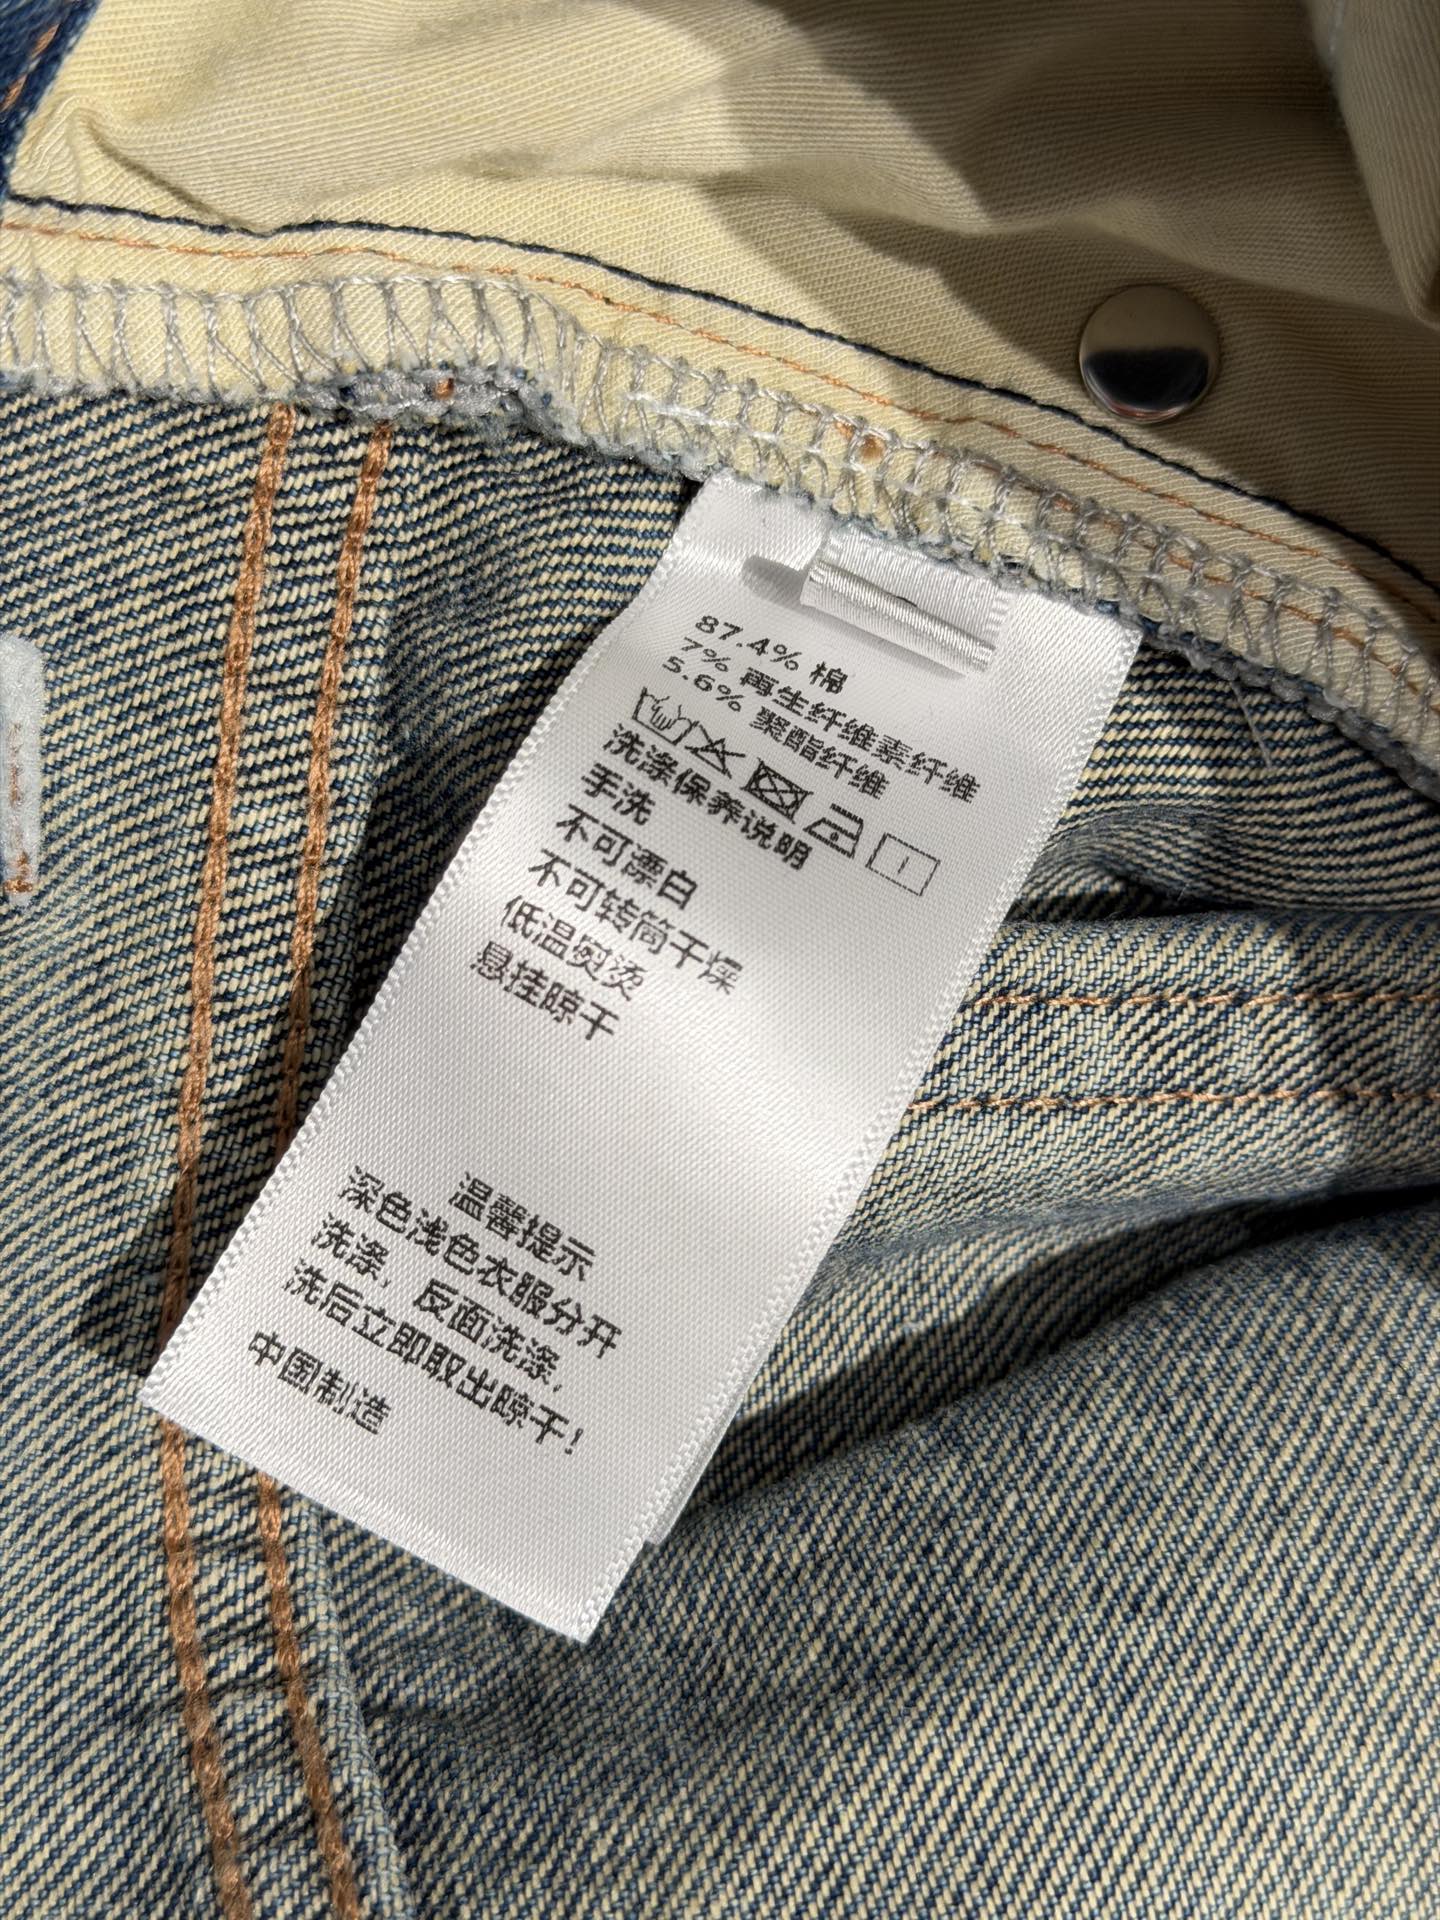 87.4% 棉
7% 再生纤维素纤维
5.6% 聚酯纤维
洗涤保养说明
手洗
不可漂白
不可转筒干燥
低温熨烫
悬挂晾干
温馨提示
深色浅色衣服分开
洗涤，反面洗涤，
洗后立即取出晾干！
中国制造